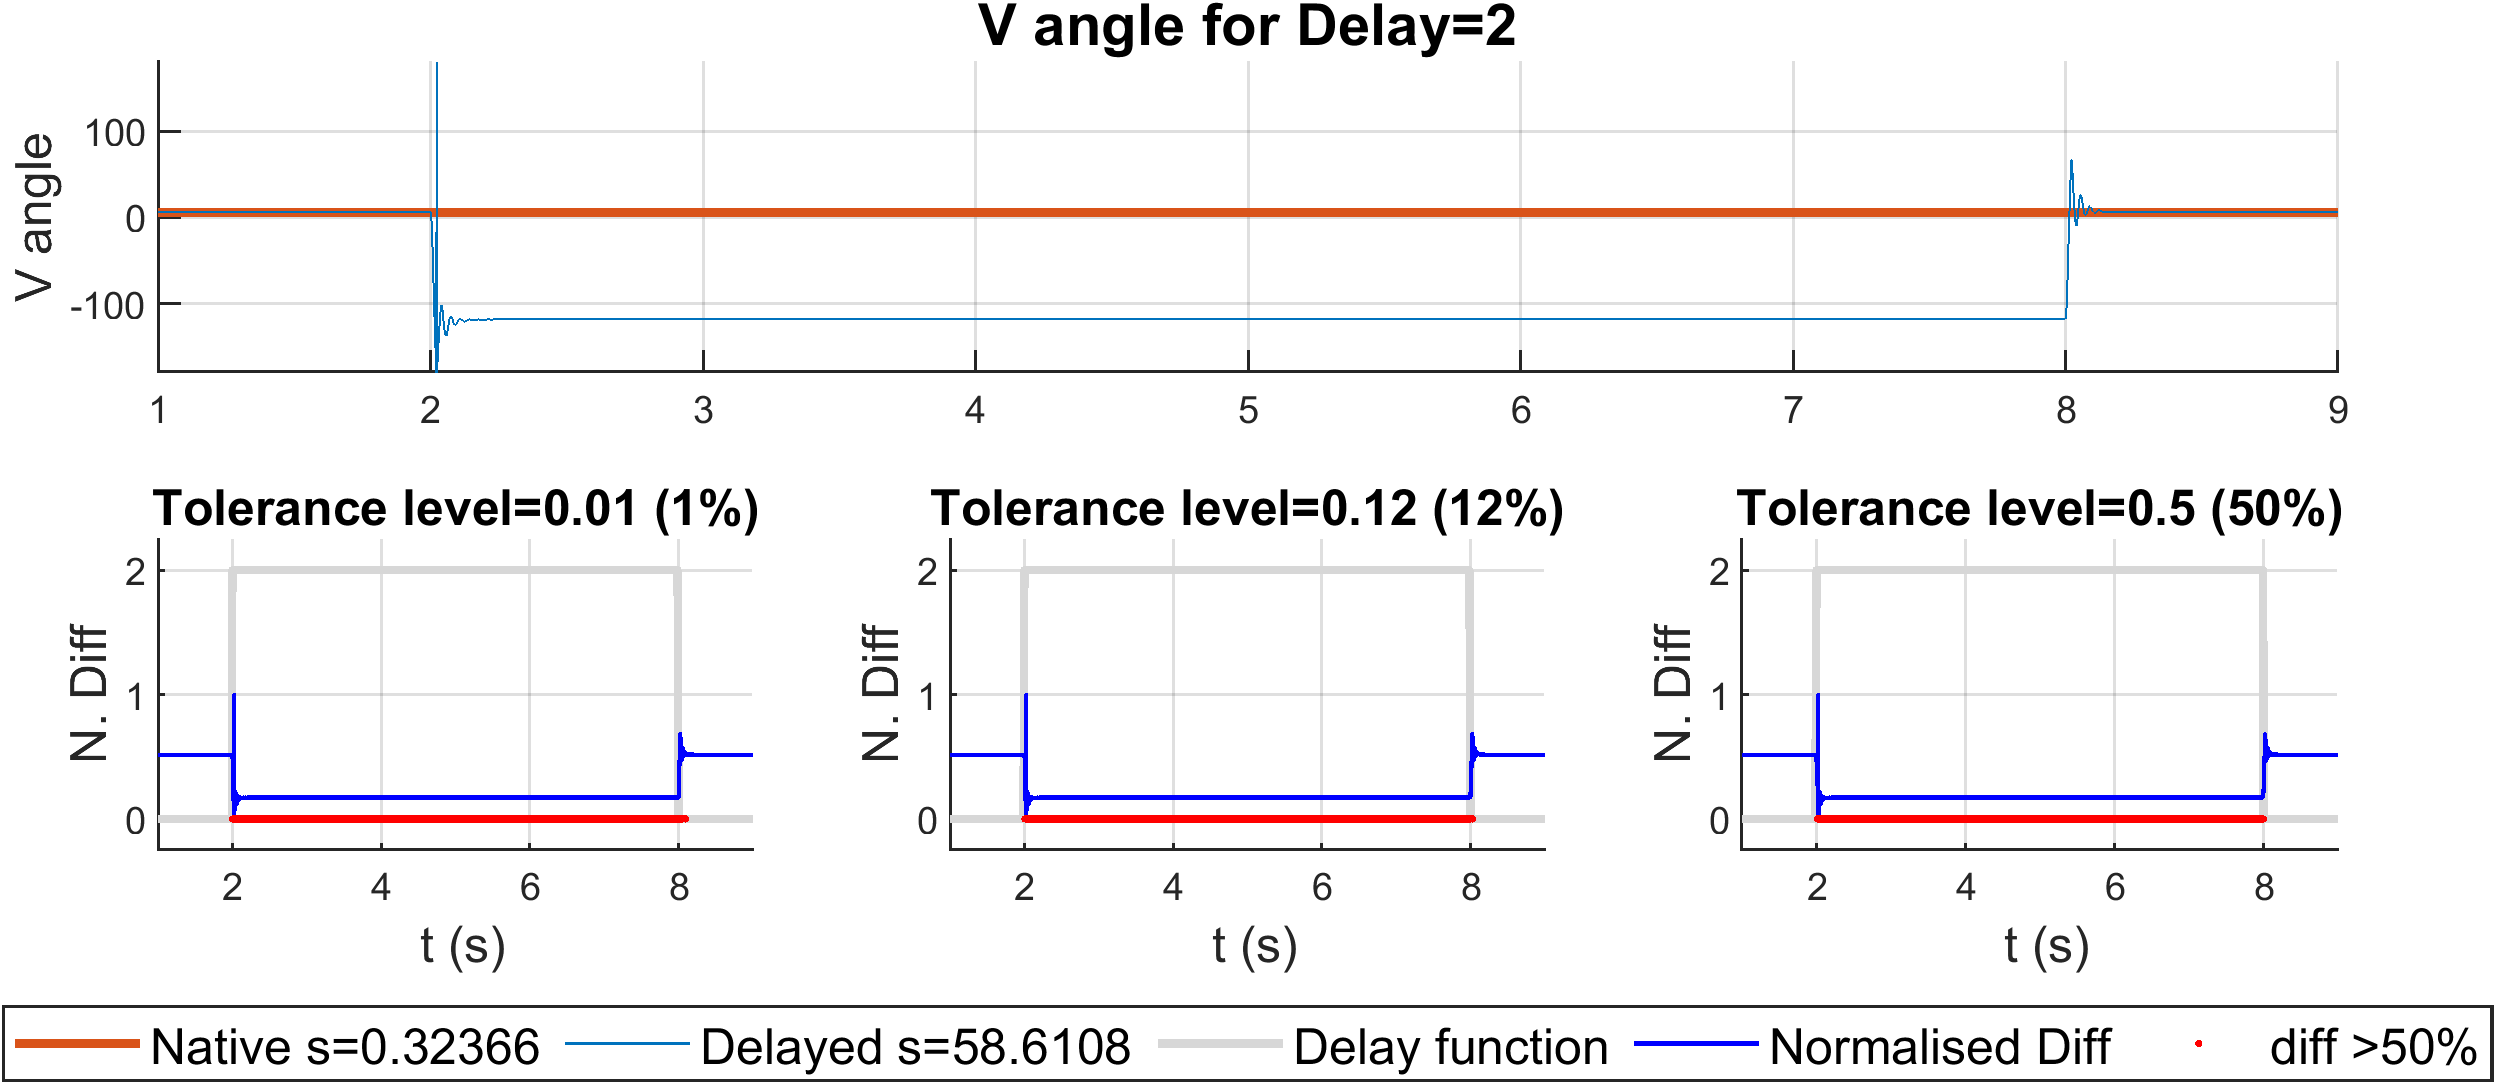 V angle for Delay=2
V angle
100
0
-100
1 2 3 4 5 6 7 8 9
Tolerance level=0.01 (1%)
N. Diff
2
1
0
2 4 6 8
t (s)
Tolerance level=0.12 (12%)
N. Diff
2
1
0
2 4 6 8
t (s)
Tolerance level=0.5 (50%)
N. Diff
2
1
0
2 4 6 8
t (s)
Native s=0.32366 Delayed s=58.6108 Delay function Normalised Diff diff >50%